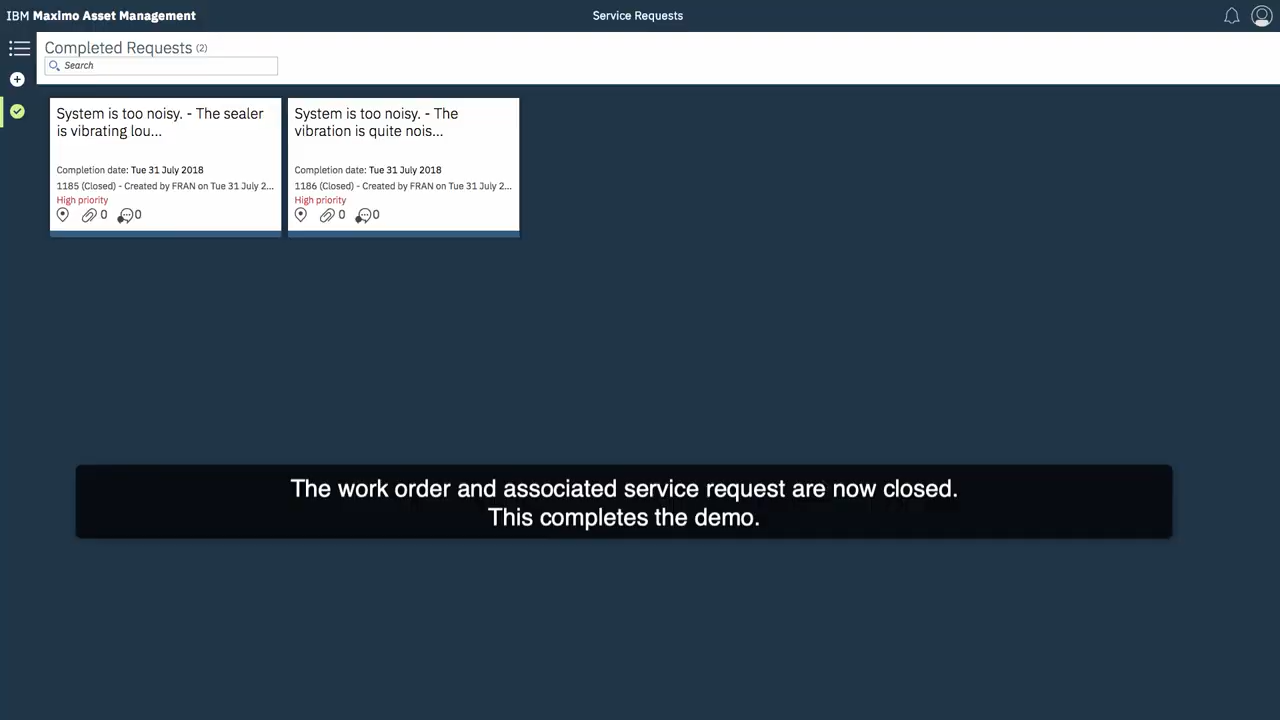 IBM Maximo Asset Management
Service Requests
Completed Requests (2)
Search
System is too noisy. - The sealer
is vibrating lou...
Completion date: Tue 31 July 2018
1185 (Closed) - Created by FRAN on Tue 31 July 2...
High priority
0 0
System is too noisy. - The
vibration is quite nois...
Completion date: Tue 31 July 2018
1186 (Closed) - Created by FRAN on Tue 31 July 2...
High priority
0 0
The work order and associated service request are now closed.
This completes the demo.